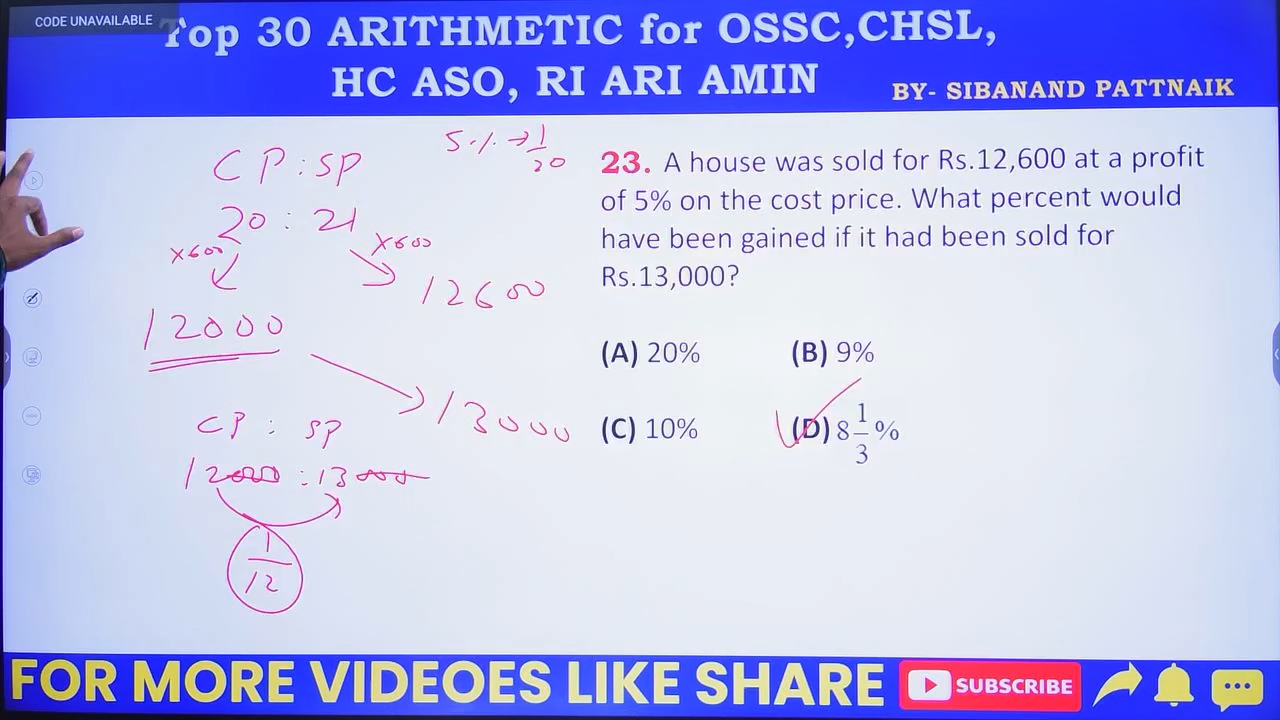 CODE UNAVAILABLE
Top 30 ARITHMETIC for OSSC,CHSL,
HC ASO, RI ARI AMIN
BY- SIBANAND PATTNAIK
CP : SP
5% → 1/20
20 : 21
×600
×600
12600
12000
13000
CP : SP
12000 : 13000
1/12
23. A house was sold for Rs.12,600 at a profit
of 5% on the cost price. What percent would
have been gained if it had been sold for
Rs.13,000?
(A) 20% (B) 9%
(C) 10% (D) 8 1/3 %
FOR MORE VIDEOES LIKE SHARE SUBSCRIBE